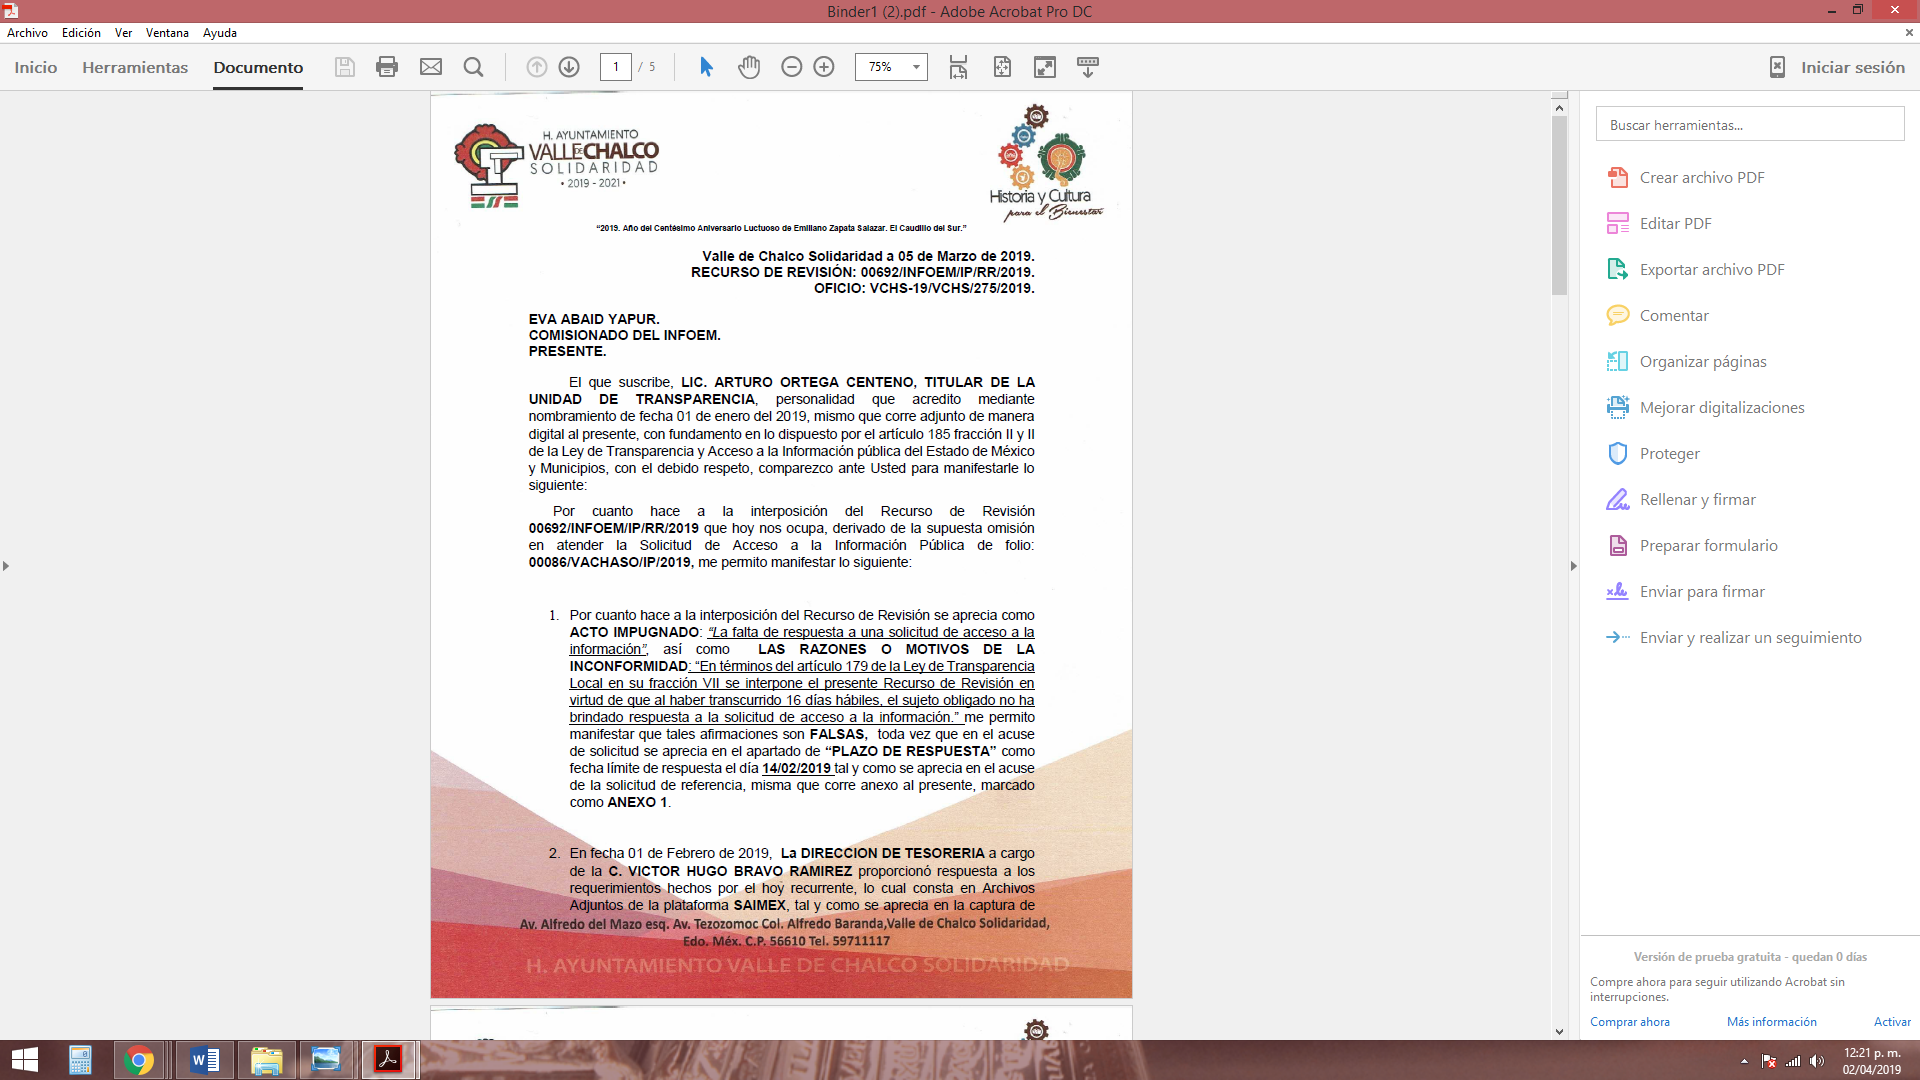 Binder1 (2).pdf - Adobe Acrobat Pro DC
Archivo Edición Ver Ventana Ayuda
Inicio Herramientas Documento 1 / 5 75% Iniciar sesión
H. AYUNTAMIENTO
VALLE DE CHALCO
SOLIDARIDAD
• 2019 - 2021 •
Historia y Cultura
para el Bienestar
“2019. Año del Centésimo Aniversario Luctuoso de Emiliano Zapata Salazar. El Caudillo del Sur.”
Valle de Chalco Solidaridad a 05 de Marzo de 2019.
RECURSO DE REVISIÓN: 00692/INFOEM/IP/RR/2019.
OFICIO: VCHS-19/VCHS/275/2019.
EVA ABAID YAPUR.
COMISIONADO DEL INFOEM.
PRESENTE.
El que suscribe, LIC. ARTURO ORTEGA CENTENO, TITULAR DE LA
UNIDAD DE TRANSPARENCIA, personalidad que acredito mediante
nombramiento de fecha 01 de enero del 2019, mismo que corre adjunto de manera
digital al presente, con fundamento en lo dispuesto por el artículo 185 fracción II y II
de la Ley de Transparencia y Acceso a la Información pública del Estado de México
y Municipios, con el debido respeto, comparezco ante Usted para manifestarle lo
siguiente:
Por cuanto hace a la interposición del Recurso de Revisión
00692/INFOEM/IP/RR/2019 que hoy nos ocupa, derivado de la supuesta omisión
en atender la Solicitud de Acceso a la Información Pública de folio:
00086/VACHASO/IP/2019, me permito manifestar lo siguiente:
1. Por cuanto hace a la interposición del Recurso de Revisión se aprecia como
ACTO IMPUGNADO: “La falta de respuesta a una solicitud de acceso a la
información”, así como LAS RAZONES O MOTIVOS DE LA
INCONFORMIDAD: “En términos del artículo 179 de la Ley de Transparencia
Local en su fracción VII se interpone el presente Recurso de Revisión en
virtud de que al haber transcurrido 16 días hábiles, el sujeto obligado no ha
brindado respuesta a la solicitud de acceso a la información.” me permito
manifestar que tales afirmaciones son FALSAS, toda vez que en el acuse
de solicitud se aprecia en el apartado de “PLAZO DE RESPUESTA” como
fecha límite de respuesta el día 14/02/2019 tal y como se aprecia en el acuse
de la solicitud de referencia, misma que corre anexo al presente, marcado
como ANEXO 1.
2. En fecha 01 de Febrero de 2019, La DIRECCION DE TESORERIA a cargo
de la C. VICTOR HUGO BRAVO RAMIREZ proporcionó respuesta a los
requerimientos hechos por el hoy recurrente, lo cual consta en Archivos
Adjuntos de la plataforma SAIMEX, tal y como se aprecia en la captura de
Av. Alfredo del Mazo esq. Av. Tezozomoc Col. Alfredo Baranda,Valle de Chalco Solidaridad,
Edo. Méx. C.P. 56610 Tel. 59711117
H. AYUNTAMIENTO VALLE DE CHALCO SOLIDARIDAD
Buscar herramientas...
Crear archivo PDF
Editar PDF
Exportar archivo PDF
Comentar
Organizar páginas
Mejorar digitalizaciones
Proteger
Rellenar y firmar
Preparar formulario
Enviar para firmar
Enviar y realizar un seguimiento
Versión de prueba gratuita - quedan 0 días
Compre ahora para seguir utilizando Acrobat sin
interrupciones.
Comprar ahora Más información Activar
12:21 p. m.
02/04/2019